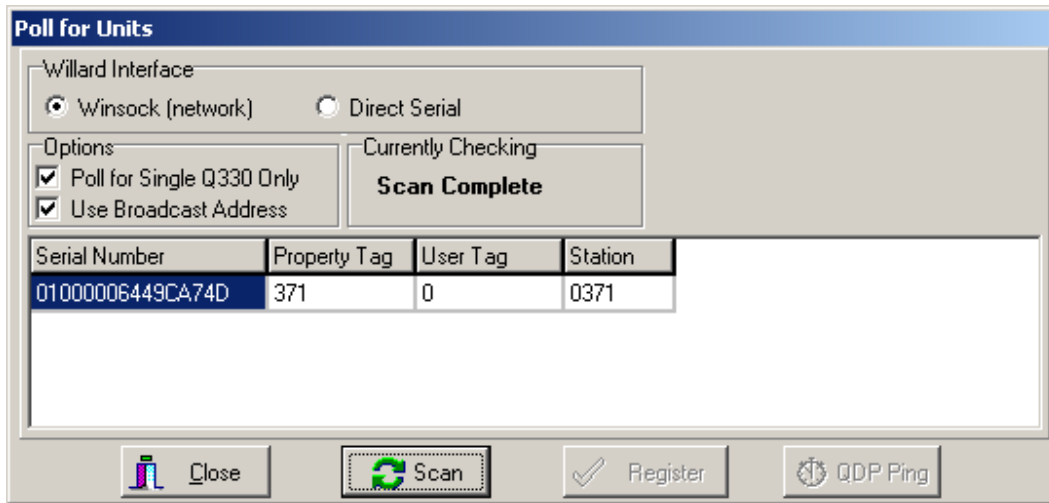 Poll for Units
Willard Interface
Winsock (network) Direct Serial
Options Currently Checking
Poll for Single Q330 Only Scan Complete
Use Broadcast Address
Serial Number Property Tag User Tag Station
01000006449CA74D 371 0 0371
Close Scan Register QDP Ping